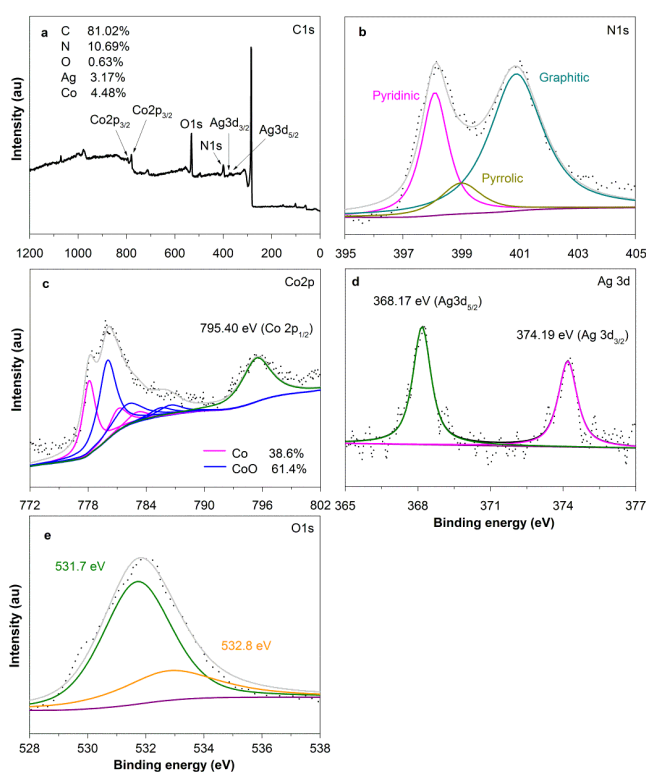 a
C1s
C 81.02%
N 10.69%
O 0.63%
Ag 3.17%
Co 4.48%
Co2p3/2
Co2p3/2
O1s
N1s
Ag3d3/2
Ag3d5/2
Intensity (au)
1200 1000 800 600 400 200 0
b
N1s
Pyridinic
Graphitic
Pyrrolic
Intensity (au)
395 397 399 401 403 405
c
Co2p
795.40 eV (Co 2p1/2)
Co 38.6%
CoO 61.4%
Intensity (au)
772 778 784 790 796 802
d
Ag 3d
368.17 eV (Ag3d5/2)
374.19 eV (Ag 3d3/2)
365 368 371 374 377
Binding energy (eV)
e
O1s
531.7 eV
532.8 eV
Intensity (au)
528 530 532 534 536 538
Binding energy (eV)